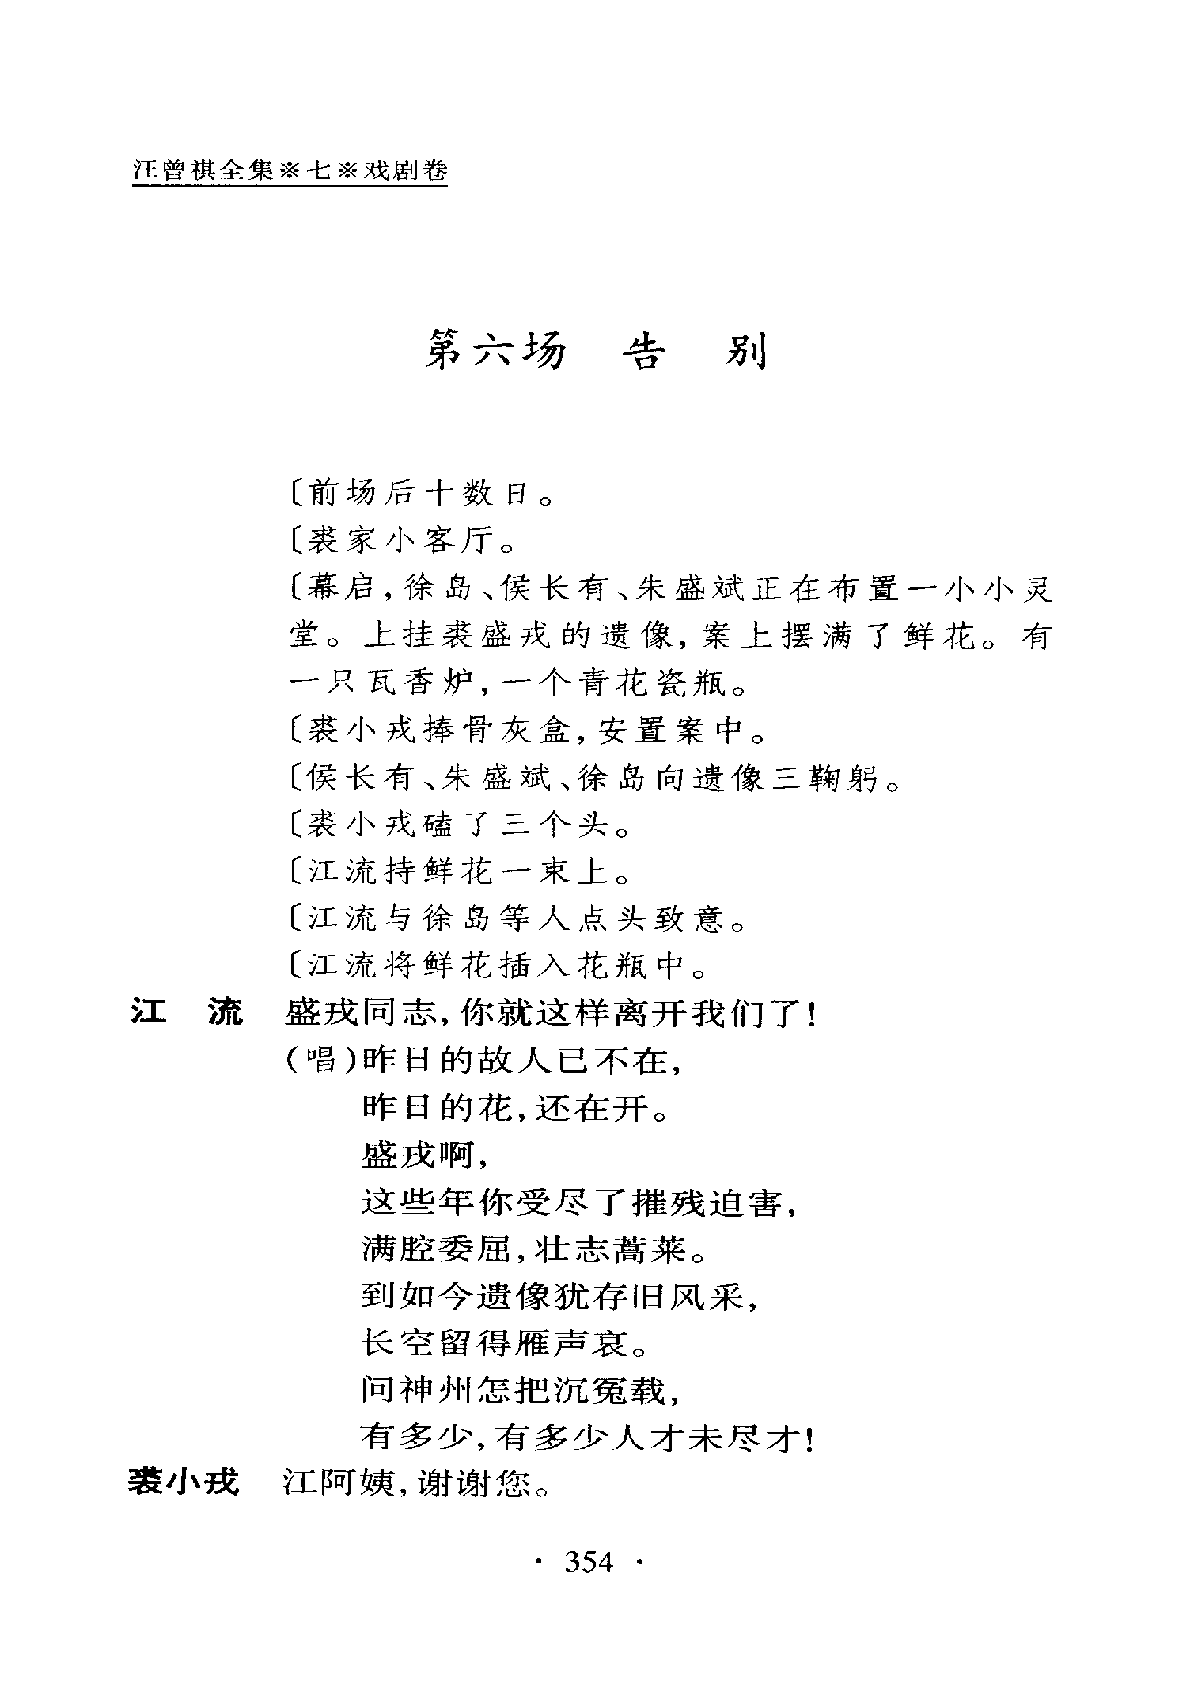 汪曾祺全集※七※戏剧卷
第六场 告 别
〔前场后十数日。
〔裘家小客厅。
〔幕启,徐岛、侯长有、朱盛斌正在布置一小小灵
堂。上挂裘盛戎的遗像,案上摆满了鲜花。有
一只瓦香炉,一个青花瓷瓶。
〔裘小戎捧骨灰盒,安置案中。
〔侯长有、朱盛斌、徐岛向遗像三鞠躬。
〔裘小戎磕了三个头。
〔江流持鲜花一束上。
〔江流与徐岛等人点头致意。
〔江流将鲜花插入花瓶中。
江 流 盛戎同志,你就这样离开我们了!
(唱)昨日的故人已不在,
昨日的花,还在开。
盛戎啊,
这些年你受尽了摧残迫害,
满腔委屈,壮志蒿莱。
到如今遗像犹存旧风采,
长空留得雁声哀。
问神州怎把沉冤载,
有多少,有多少人才未尽才!
裘小戎 江阿姨,谢谢您。
· 354 ·